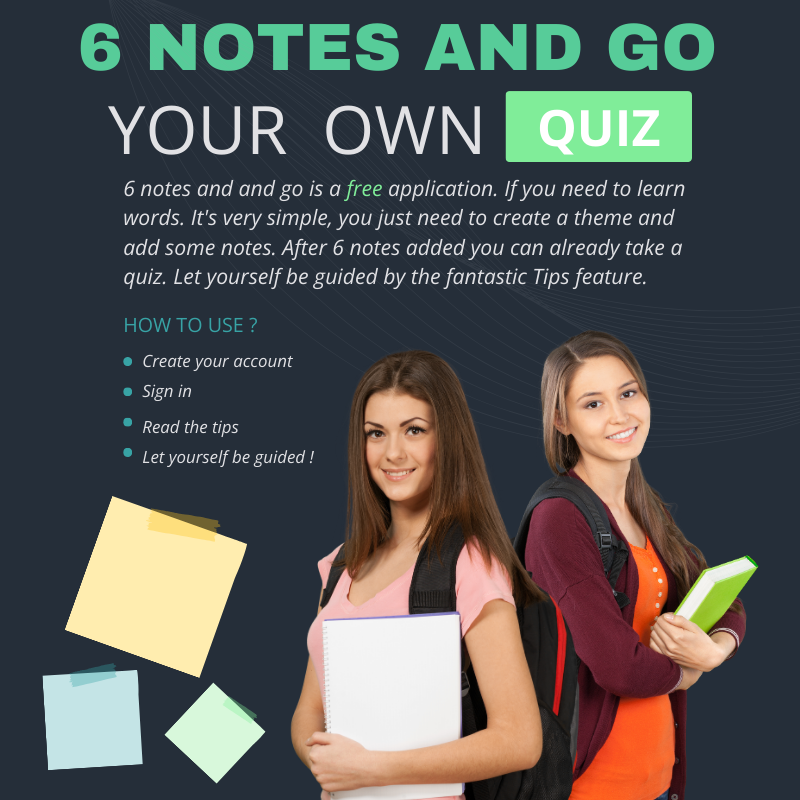 6 NOTES AND GO
YOUR OWN QUIZ
6 notes and and go is a free application. If you need to learn
words. It's very simple, you just need to create a theme and
add some notes. After 6 notes added you can already take a
quiz. Let yourself be guided by the fantastic Tips feature.
HOW TO USE ?
Create your account
Sign in
Read the tips
Let yourself be guided !